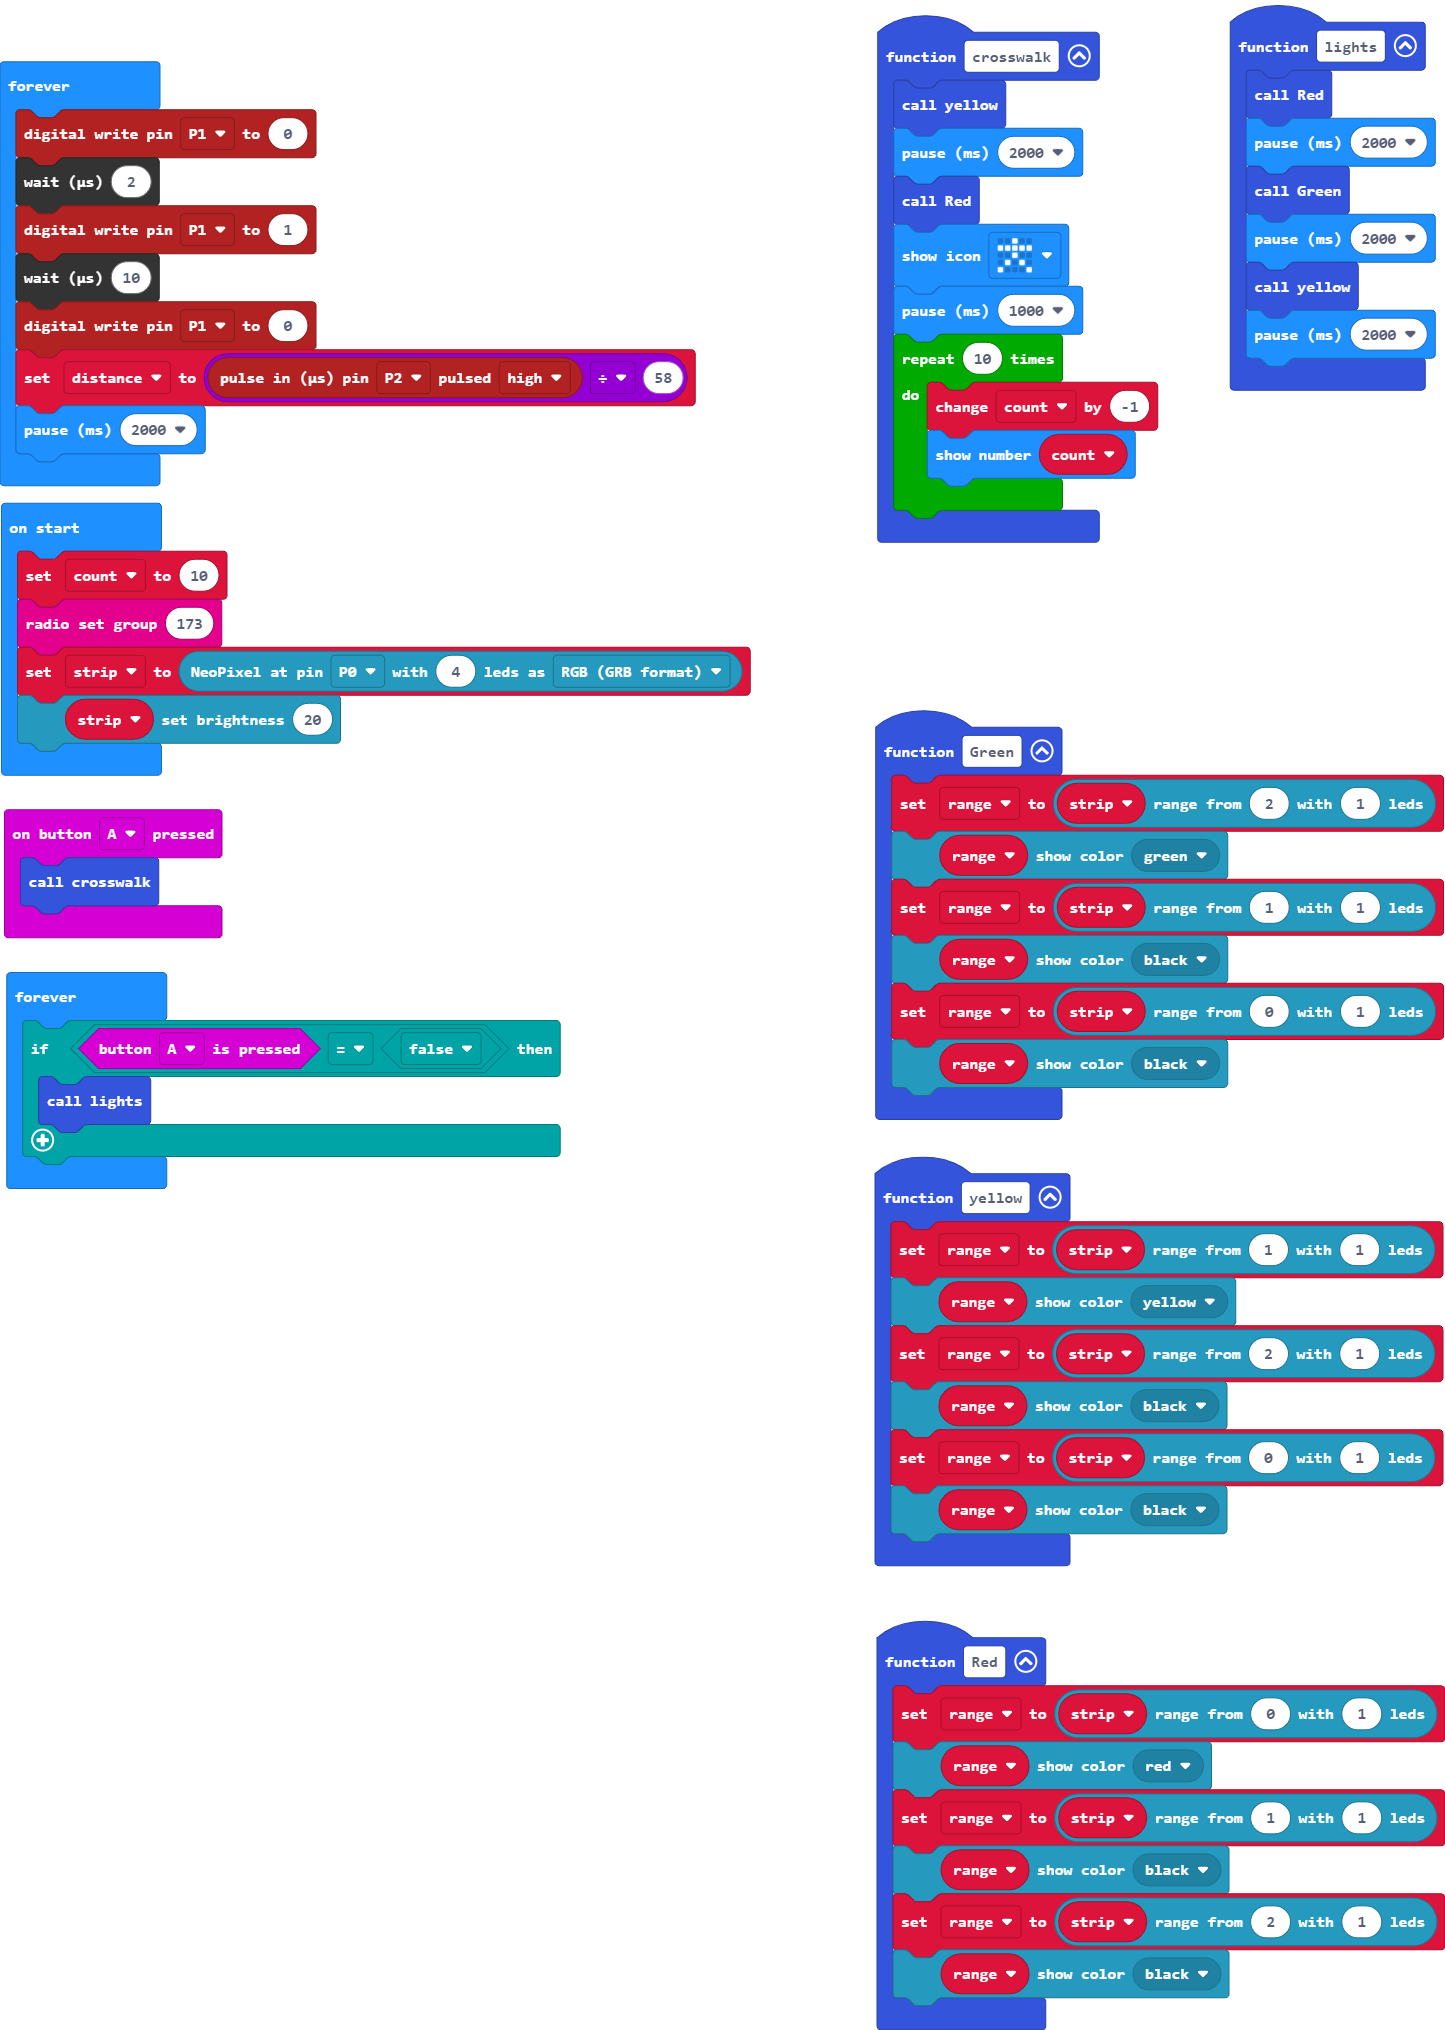 forever
digital write pin P1 to 0
wait (µs) 2
digital write pin P1 to 1
wait (µs) 10
digital write pin P1 to 0
set distance to pulse in (µs) pin P2 pulsed high ÷ 58
pause (ms) 2000
on start
set count to 10
radio set group 173
set strip to NeoPixel at pin P0 with 4 leds as RGB (GRB format)
strip set brightness 20
on button A pressed
call crosswalk
forever
if button A is pressed = false then
call lights
function crosswalk
call yellow
pause (ms) 2000
call Red
show icon
pause (ms) 1000
repeat 10 times
do
change count by -1
show number count
function lights
call Red
pause (ms) 2000
call Green
pause (ms) 2000
call yellow
pause (ms) 2000
function Green
set range to strip range from 2 with 1 leds
range show color green
set range to strip range from 1 with 1 leds
range show color black
set range to strip range from 0 with 1 leds
range show color black
function yellow
set range to strip range from 1 with 1 leds
range show color yellow
set range to strip range from 2 with 1 leds
range show color black
set range to strip range from 0 with 1 leds
range show color black
function Red
set range to strip range from 0 with 1 leds
range show color red
set range to strip range from 1 with 1 leds
range show color black
set range to strip range from 2 with 1 leds
range show color black